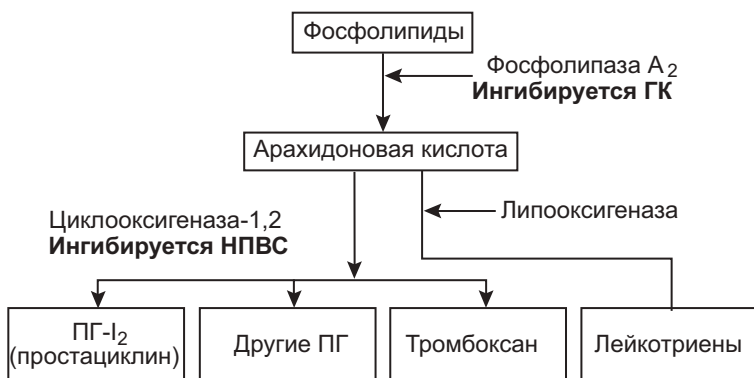 Фосфолипиды
Фосфолипаза A2
Ингибируется ГК
Арахидоновая кислота
Циклооксигеназа-1,2
Ингибируется НПВС
Липооксигеназа
ПГ-I2
(простациклин)
Другие ПГ
Тромбоксан
Лейкотриены